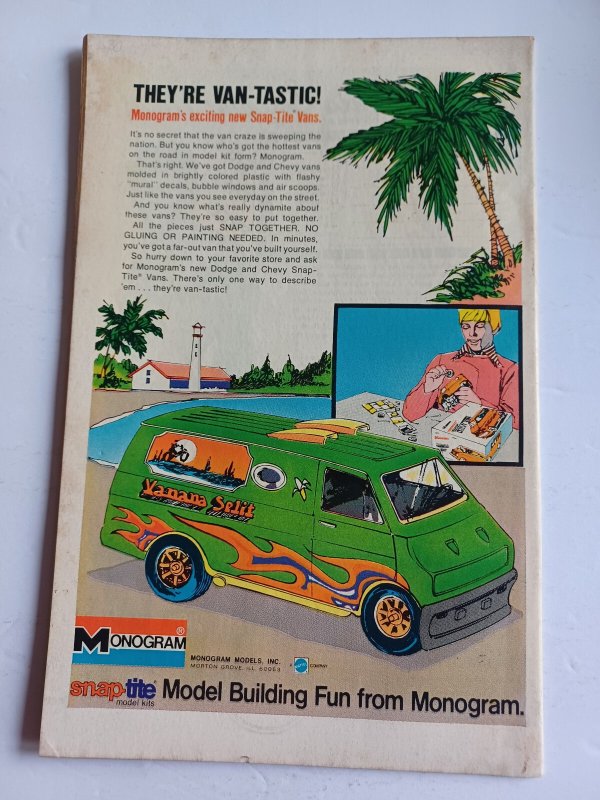 THEY'RE VAN-TASTIC!
Monogram's exciting new Snap-Tite® Vans.
It's no secret that the van craze is sweeping the
nation. But you know who's got the hottest vans
on the road in model kit form? Monogram.
That's right. We've got Dodge and Chevy vans
molded in brightly colored plastic with flashy
"mural" decals, bubble windows and air scoops.
Just like the vans you see everyday on the street.
And you know what's really dynamite about
these vans? They're so easy to put together.
All the pieces just SNAP TOGETHER. NO
GLUING OR PAINTING NEEDED. In minutes,
you've got a far-out van that you've built yourself.
So hurry down to your favorite store and ask
for Monogram's new Dodge and Chevy Snap-
Tite® Vans. There's only one way to describe
'em . . . they're van-tastic!
Vanana Split
MONOGRAM®
MONOGRAM MODELS, INC.
MORTON GROVE, ILL. 60053
A MATTEL COMPANY
snap-tite®
model kits
Model Building Fun from Monogram.